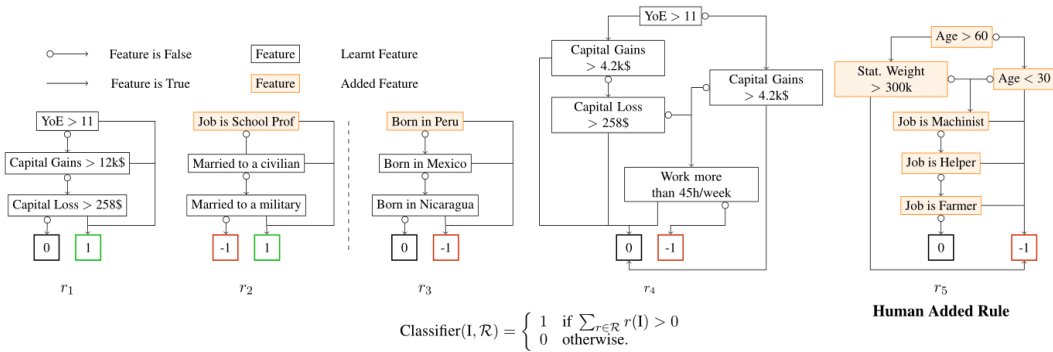 Feature is False
Feature
Learnt Feature
Feature is True
Feature
Added Feature
YoE > 11
Capital Gains > 12k$
Capital Loss > 258$
0
1
r1
Job is School Prof
Married to a civilian
Married to a military
-1
1
r2
Born in Peru
Born in Mexico
Born in Nicaragua
0
-1
r3
YoE > 11
Capital Gains
> 4.2k$
Capital Gains
> 4.2k$
Capital Loss
> 258$
Work more
than 45h/week
0
-1
r4
Age > 60
Stat. Weight
> 300k
Age < 30
Job is Machinist
Job is Helper
Job is Farmer
0
-1
r5
Human Added Rule
Classifier(I, R) = { 1 if ∑r∈R r(I) > 0
0 otherwise.